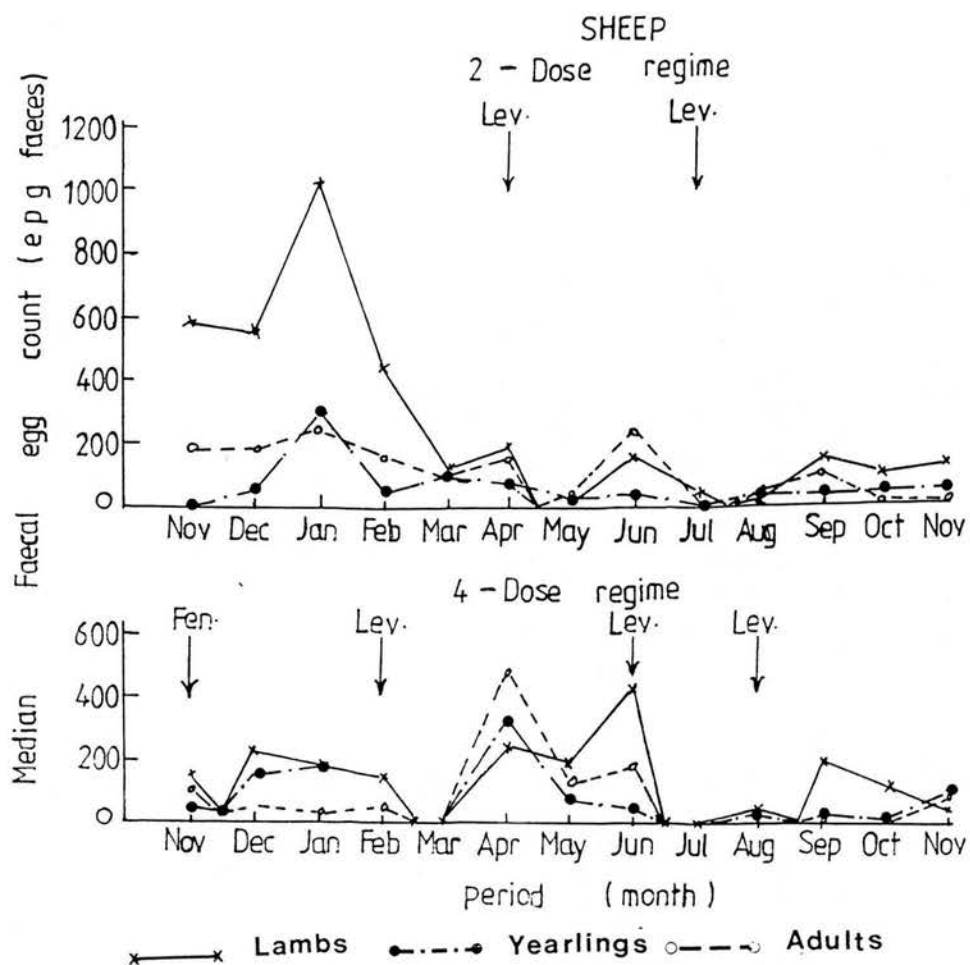 SHEEP
2 - Dose regime
Lev. Lev.
1200
1000
800
600
400
200
0
Nov Dec Jan Feb Mar Apr May Jun Jul Aug Sep Oct Nov
4 - Dose regime
Fen. Lev. Lev. Lev.
600
400
200
0
Nov Dec Jan Feb Mar Apr May Jun Jul Aug Sep Oct Nov
Median Faecal egg count (epg faeces)
period (month)
Lambs Yearlings Adults